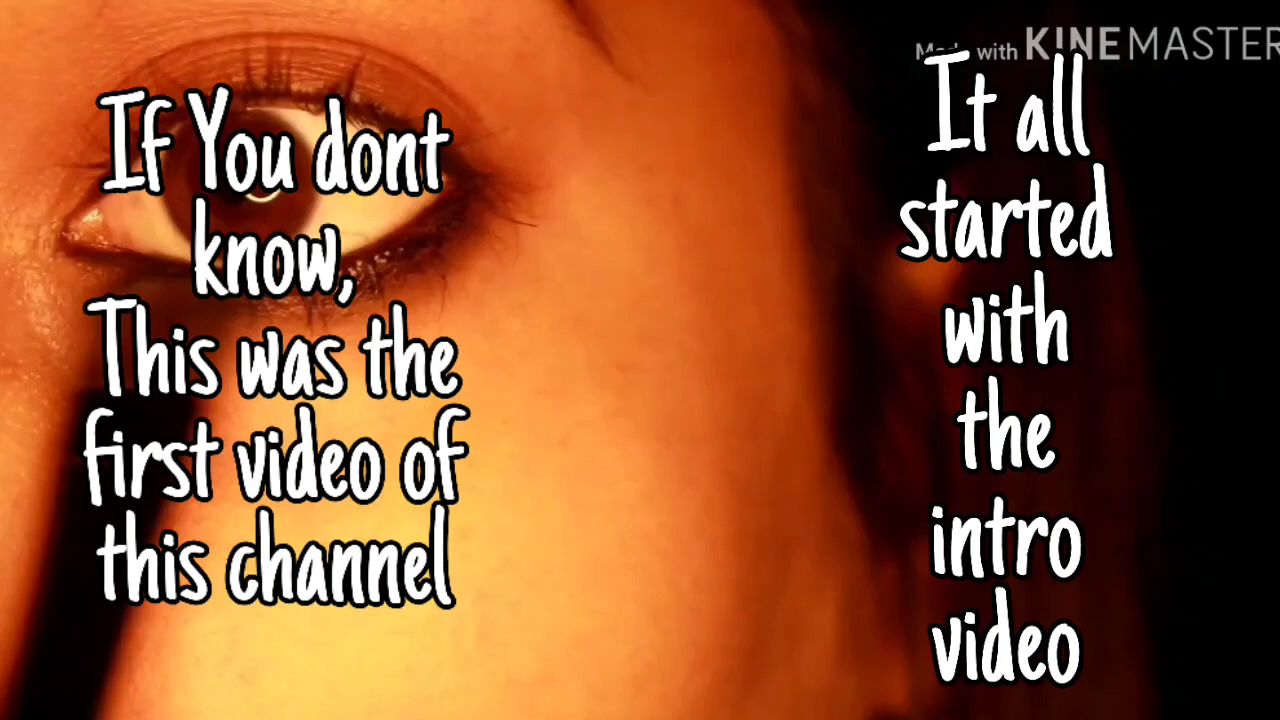 Made with KINEMASTER
If You dont
know,
This was the
first video of
this channel
It all
started
with
the
intro
video